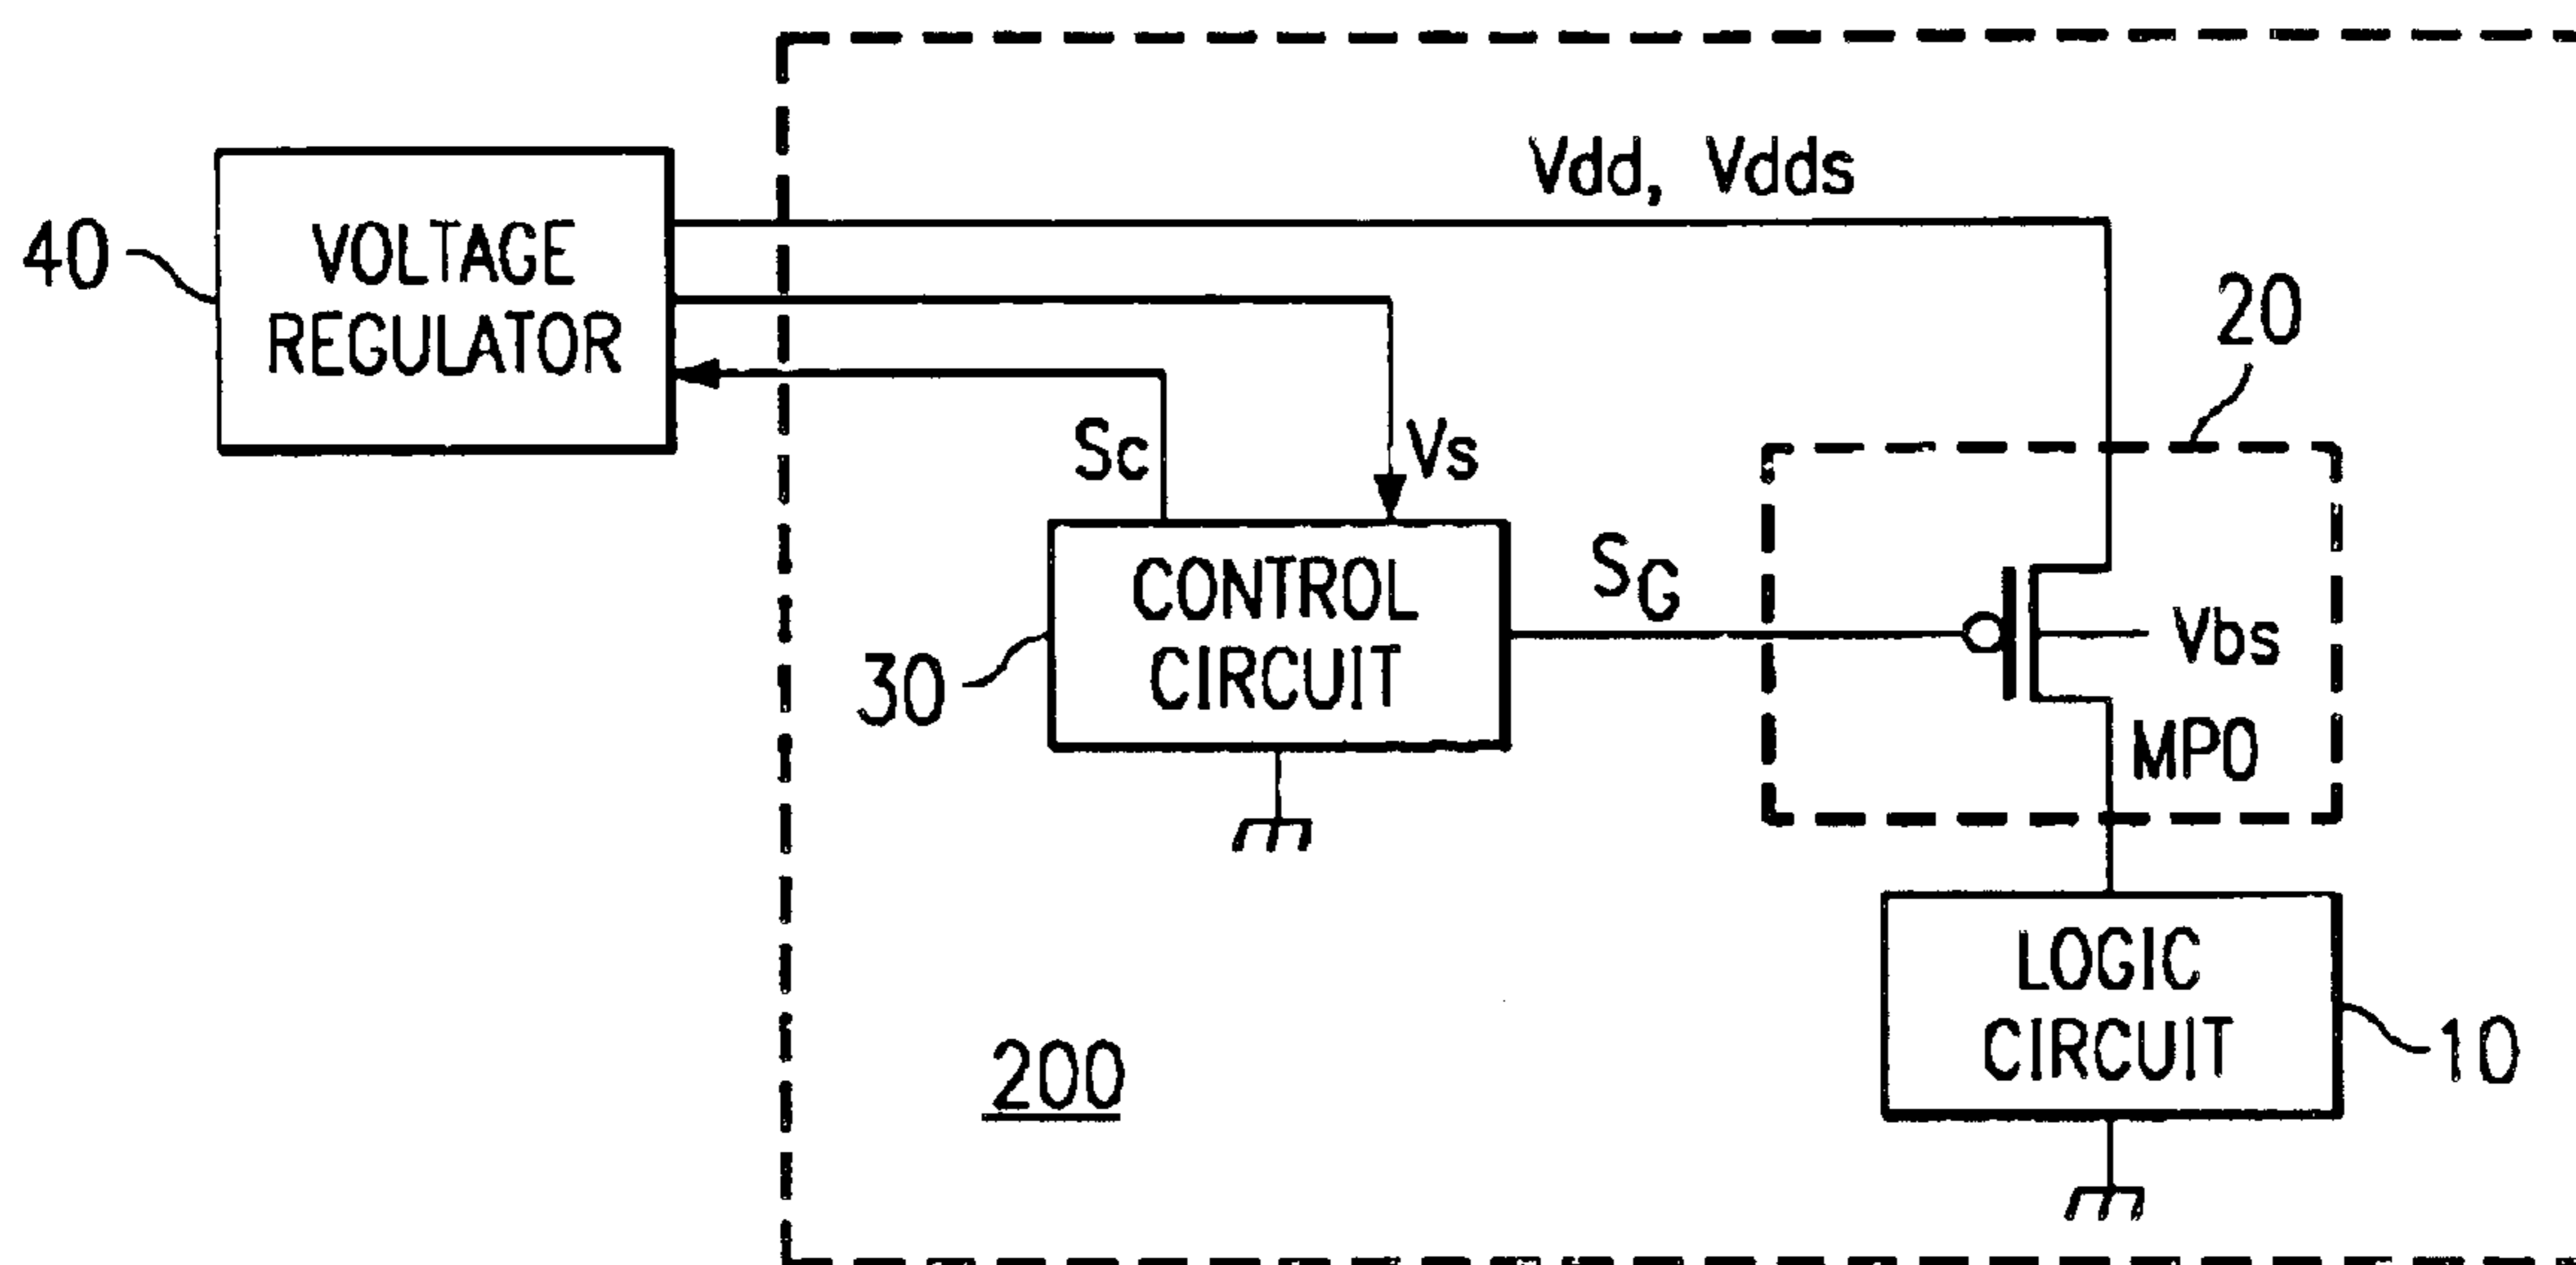 Vdd, Vdds
40
VOLTAGE
REGULATOR
20
Sc
Vs
SG
CONTROL
CIRCUIT
30
Vbs
MP0
LOGIC
CIRCUIT
10
200